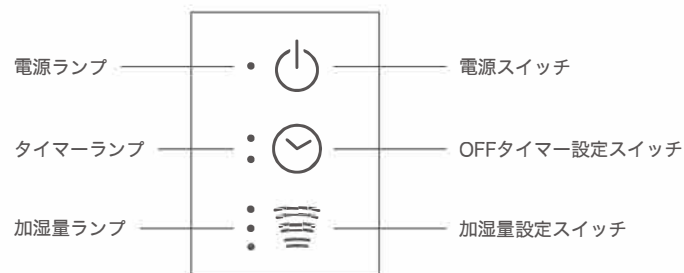 電源ランプ
電源スイッチ
タイマーランプ
OFFタイマー設定スイッチ
加湿量ランプ
加湿量設定スイッチ